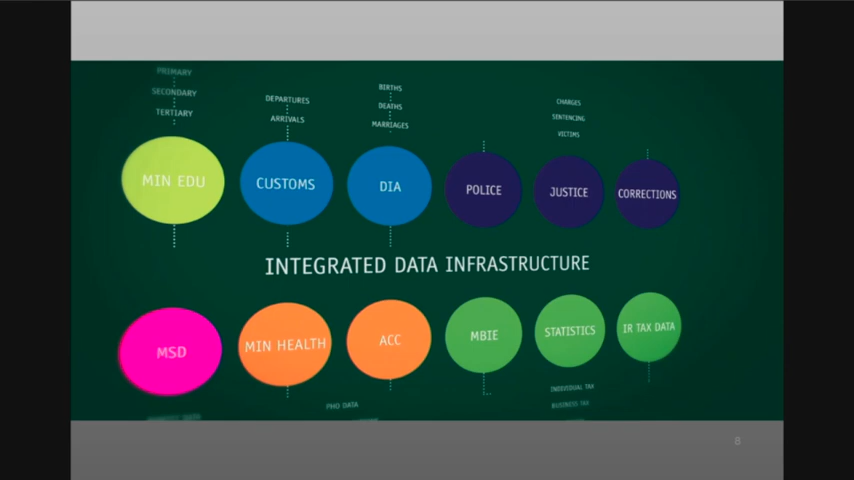 PRIMARY
SECONDARY
TERTIARY
DEPARTURES
ARRIVALS
BIRTHS
DEATHS
MARRIAGES
CHARGES
SENTENCING
VICTIMS
MIN EDU
CUSTOMS
DIA
POLICE
JUSTICE
CORRECTIONS
INTEGRATED DATA INFRASTRUCTURE
MSD
MIN HEALTH
ACC
MBIE
STATISTICS
IR TAX DATA
PHO DATA
INDIVIDUAL TAX
BUSINESS TAX
8